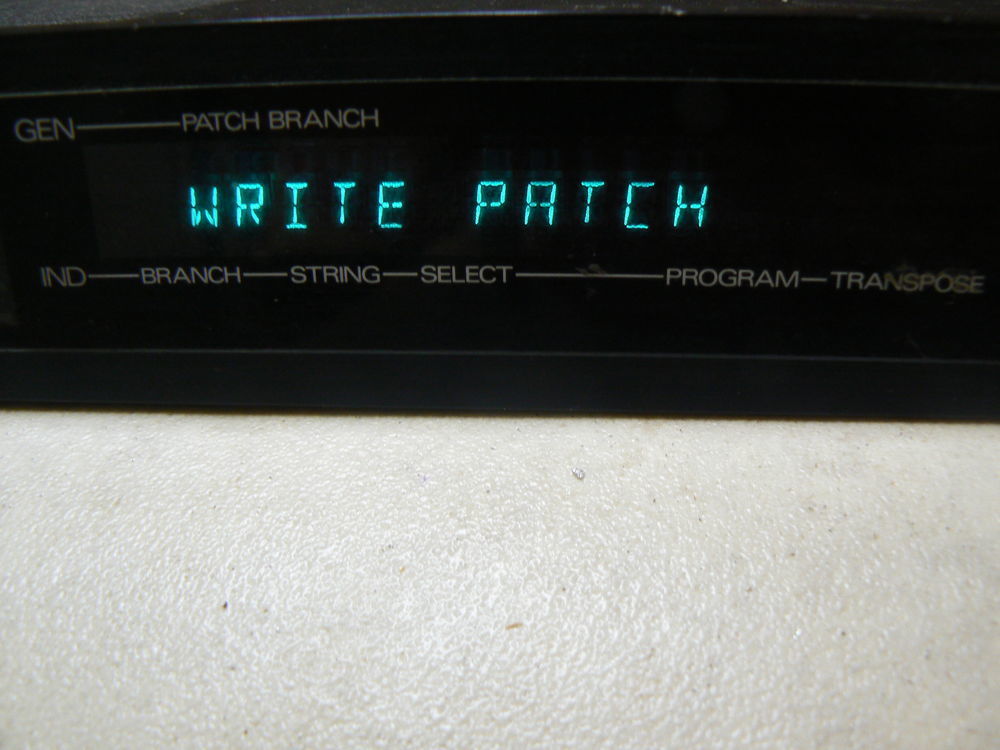 GEN PATCH BRANCH
WRITE PATCH
IND BRANCH STRING SELECT PROGRAM TRANSPOSE